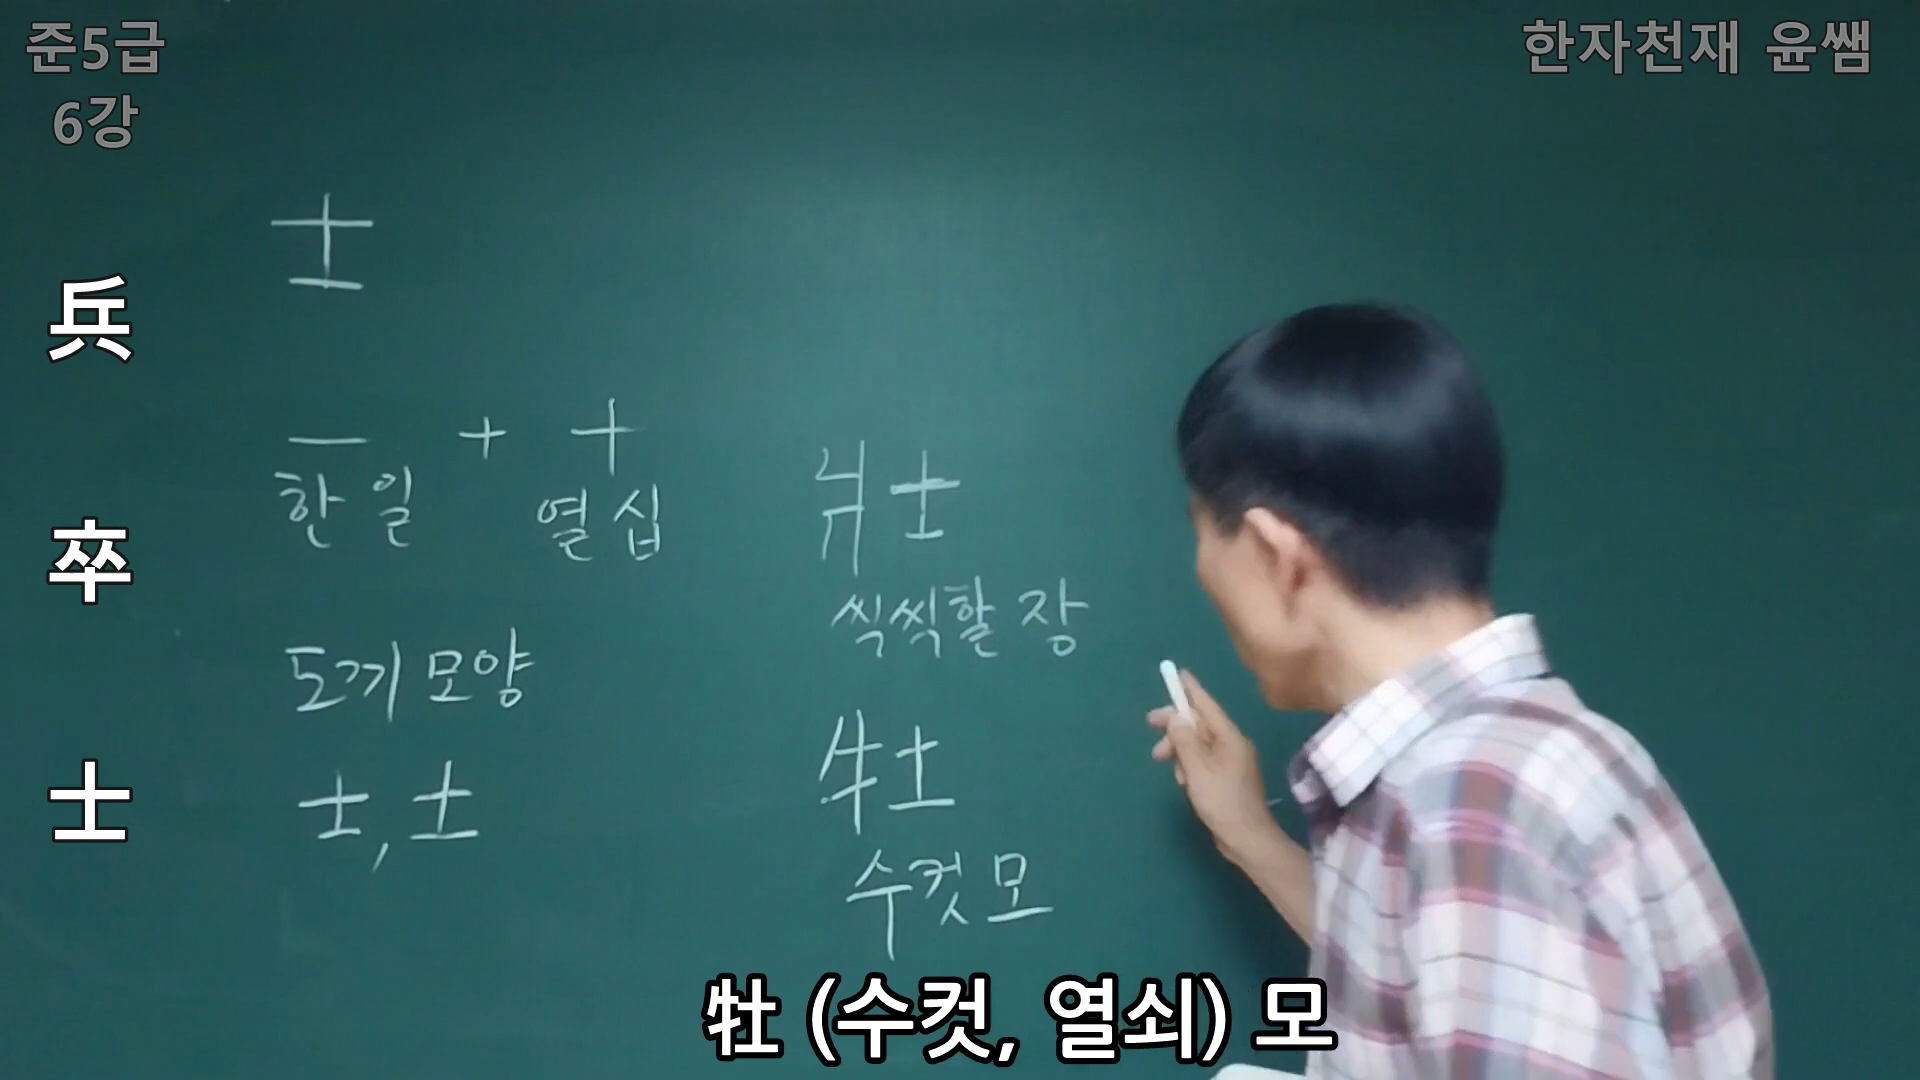 준5급
6강
한자천재 윤쌤
兵
卒
士
士
一 + 十
한 일 열 십
도끼 모양
士, 土
壯
씩씩할 장
牡
수컷 모
牡 (수컷, 열쇠) 모